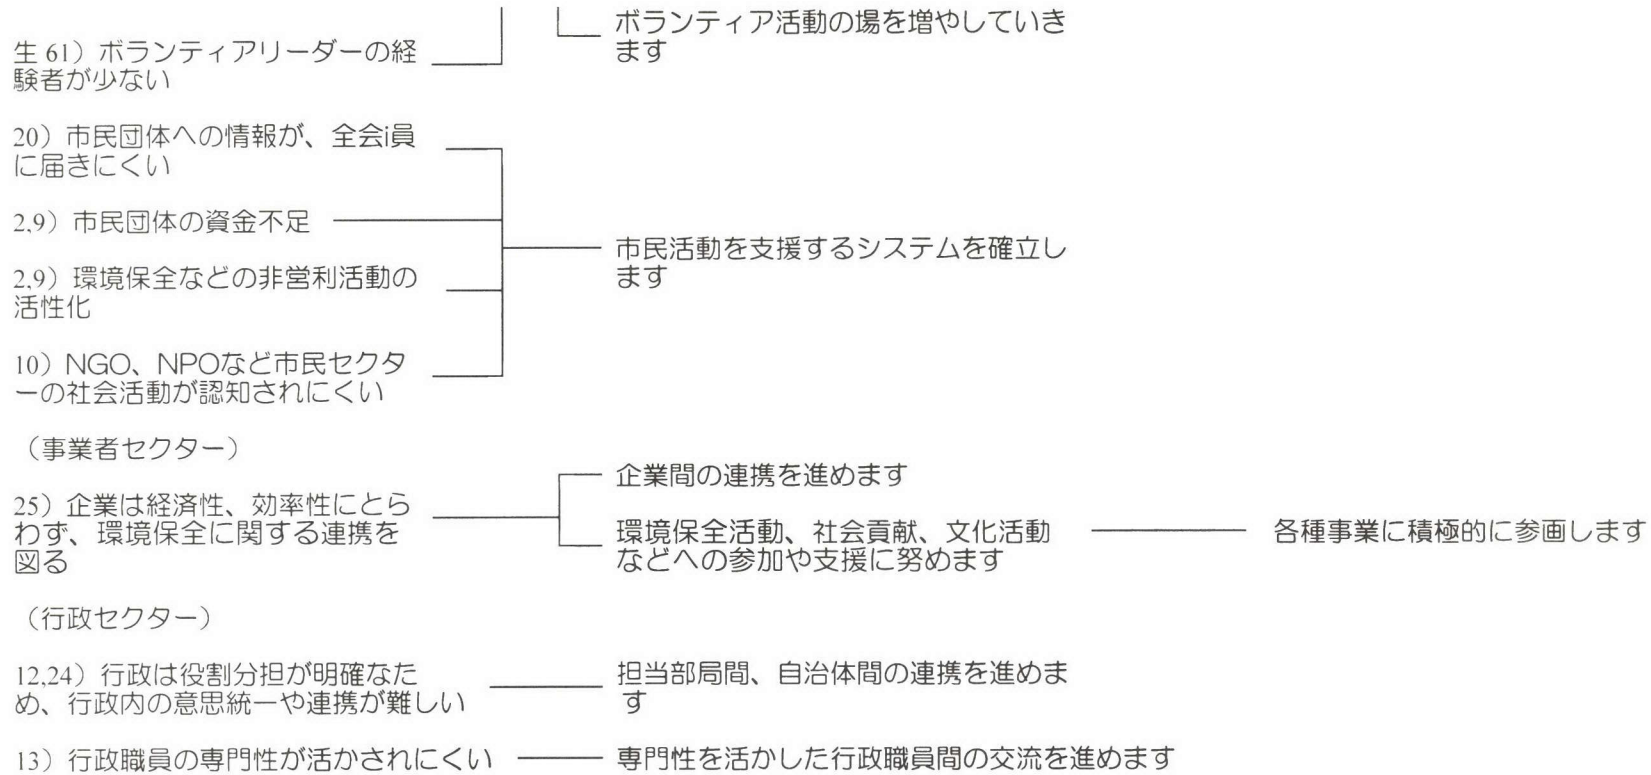 ボランティア活動の場を増やしていき
ます
生 61）ボランティアリーダーの経
験者が少ない
20）市民団体への情報が、全会i員
に届きにくい
2,9）市民団体の資金不足
2,9）環境保全などの非営利活動の
活性化
10）NGO、NPOなど市民セクタ
ーの社会活動が認知されにくい
市民活動を支援するシステムを確立し
ます
（事業者セクター）
25）企業は経済性、効率性にとら
わず、環境保全に関する連携を
図る
企業間の連携を進めます
環境保全活動、社会貢献、文化活動
などへの参加や支援に努めます
各種事業に積極的に参画します
（行政セクター）
12,24）行政は役割分担が明確なた
め、行政内の意思統一や連携が難しい
担当部局間、自治体間の連携を進めま
す
13）行政職員の専門性が活かされにくい
専門性を活かした行政職員間の交流を進めます